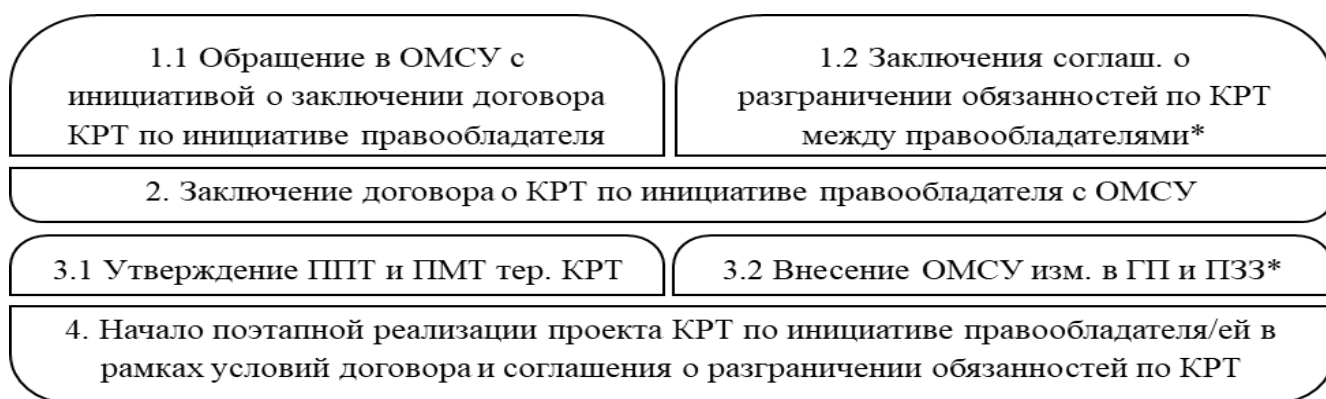 1.1 Обращение в ОМСУ с
инициативой о заключении договора
КРТ по инициативе правообладателя
1.2 Заключения соглаш. о
разграничении обязанностей по КРТ
между правообладателями*
2. Заключение договора о КРТ по инициативе правообладателя с ОМСУ
3.1 Утверждение ППТ и ПМТ тер. КРТ
3.2 Внесение ОМСУ изм. в ГП и ПЗЗ*
4. Начало поэтапной реализации проекта КРТ по инициативе правообладателя/ей в
рамках условий договора и соглашения о разграничении обязанностей по КРТ